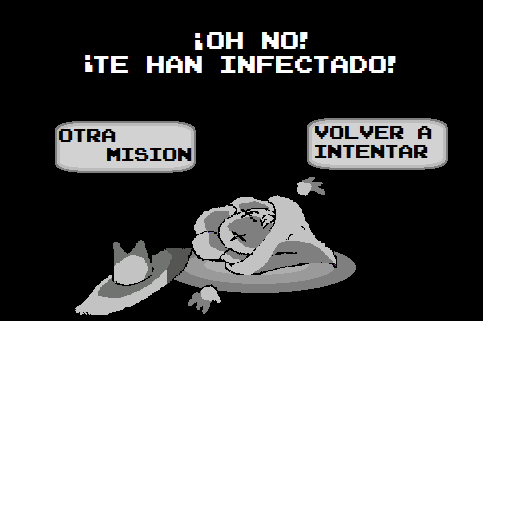 ¡OH NO!
¡TE HAN INFECTADO!
OTRA
MISION
VOLVER A
INTENTAR